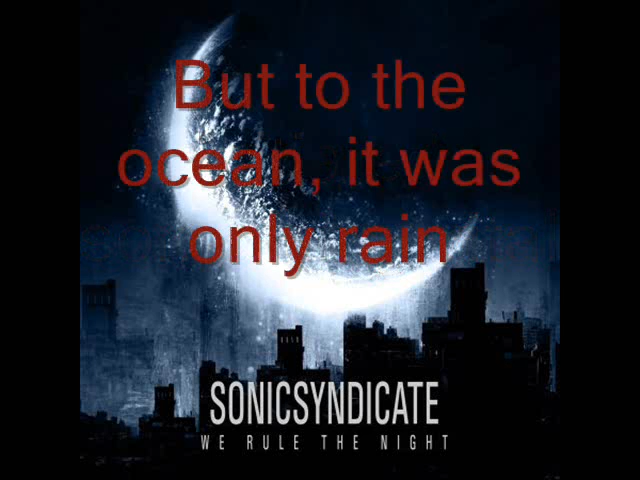 But to the
ocean, it was
only rain
SONICSYNDICATE
WE RULE THE NIGHT